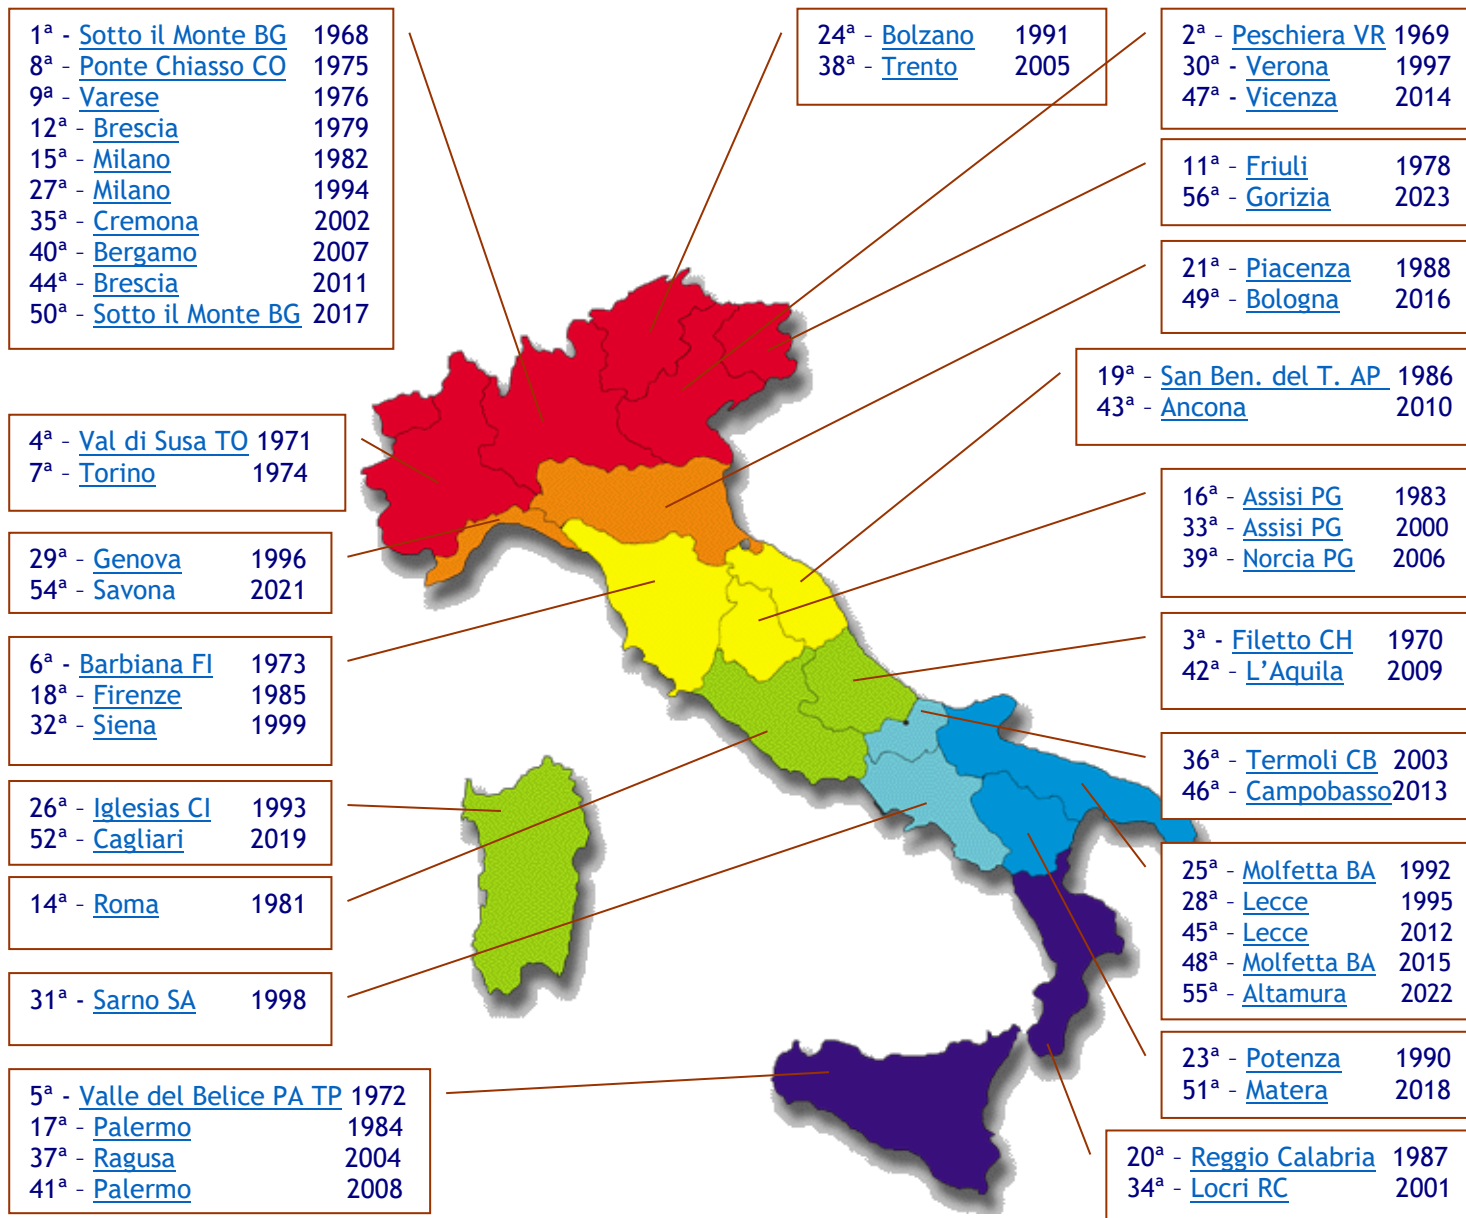 1ª - Sotto il Monte BG 1968
8ª - Ponte Chiasso CO 1975
9ª - Varese 1976
12ª - Brescia 1979
15ª - Milano 1982
27ª - Milano 1994
35ª - Cremona 2002
40ª - Bergamo 2007
44ª - Brescia 2011
50ª - Sotto il Monte BG 2017
24ª - Bolzano 1991
38ª - Trento 2005
2ª - Peschiera VR 1969
30ª - Verona 1997
47ª - Vicenza 2014
11ª - Friuli 1978
56ª - Gorizia 2023
21ª - Piacenza 1988
49ª - Bologna 2016
19ª - San Ben. del T. AP 1986
43ª - Ancona 2010
4ª - Val di Susa TO 1971
7ª - Torino 1974
16ª - Assisi PG 1983
33ª - Assisi PG 2000
39ª - Norcia PG 2006
29ª - Genova 1996
54ª - Savona 2021
3ª - Filetto CH 1970
42ª - L’Aquila 2009
6ª - Barbiana FI 1973
18ª - Firenze 1985
32ª - Siena 1999
36ª - Termoli CB 2003
46ª - Campobasso2013
26ª - Iglesias CI 1993
52ª - Cagliari 2019
14ª - Roma 1981
25ª - Molfetta BA 1992
28ª - Lecce 1995
45ª - Lecce 2012
48ª - Molfetta BA 2015
55ª - Altamura 2022
31ª - Sarno SA 1998
23ª - Potenza 1990
51ª - Matera 2018
5ª - Valle del Belice PA TP 1972
17ª - Palermo 1984
37ª - Ragusa 2004
41ª - Palermo 2008
20ª - Reggio Calabria 1987
34ª - Locri RC 2001